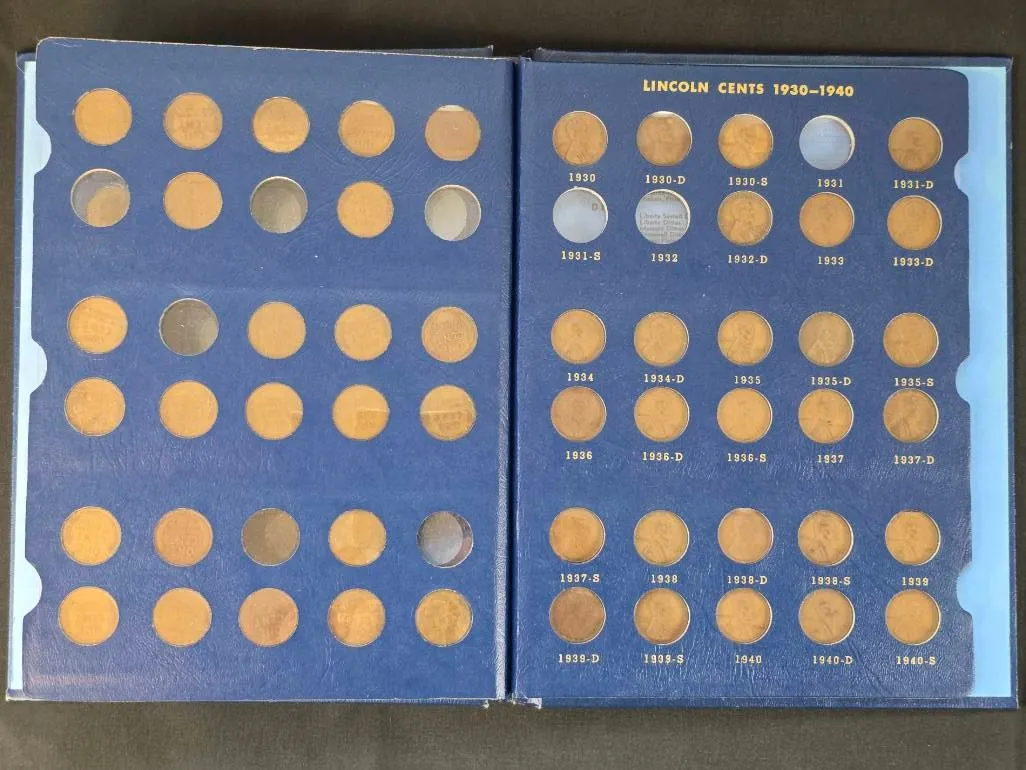 LINCOLN CENTS 1930–1940
1930 1930-D 1930-S 1931 1931-D
1931-S 1932 1932-D 1933 1933-D
1934 1934-D 1935 1935-D 1935-S
1936 1936-D 1936-S 1937 1937-D
1937-S 1938 1938-D 1938-S 1939
1939-D 1939-S 1940 1940-D 1940-S